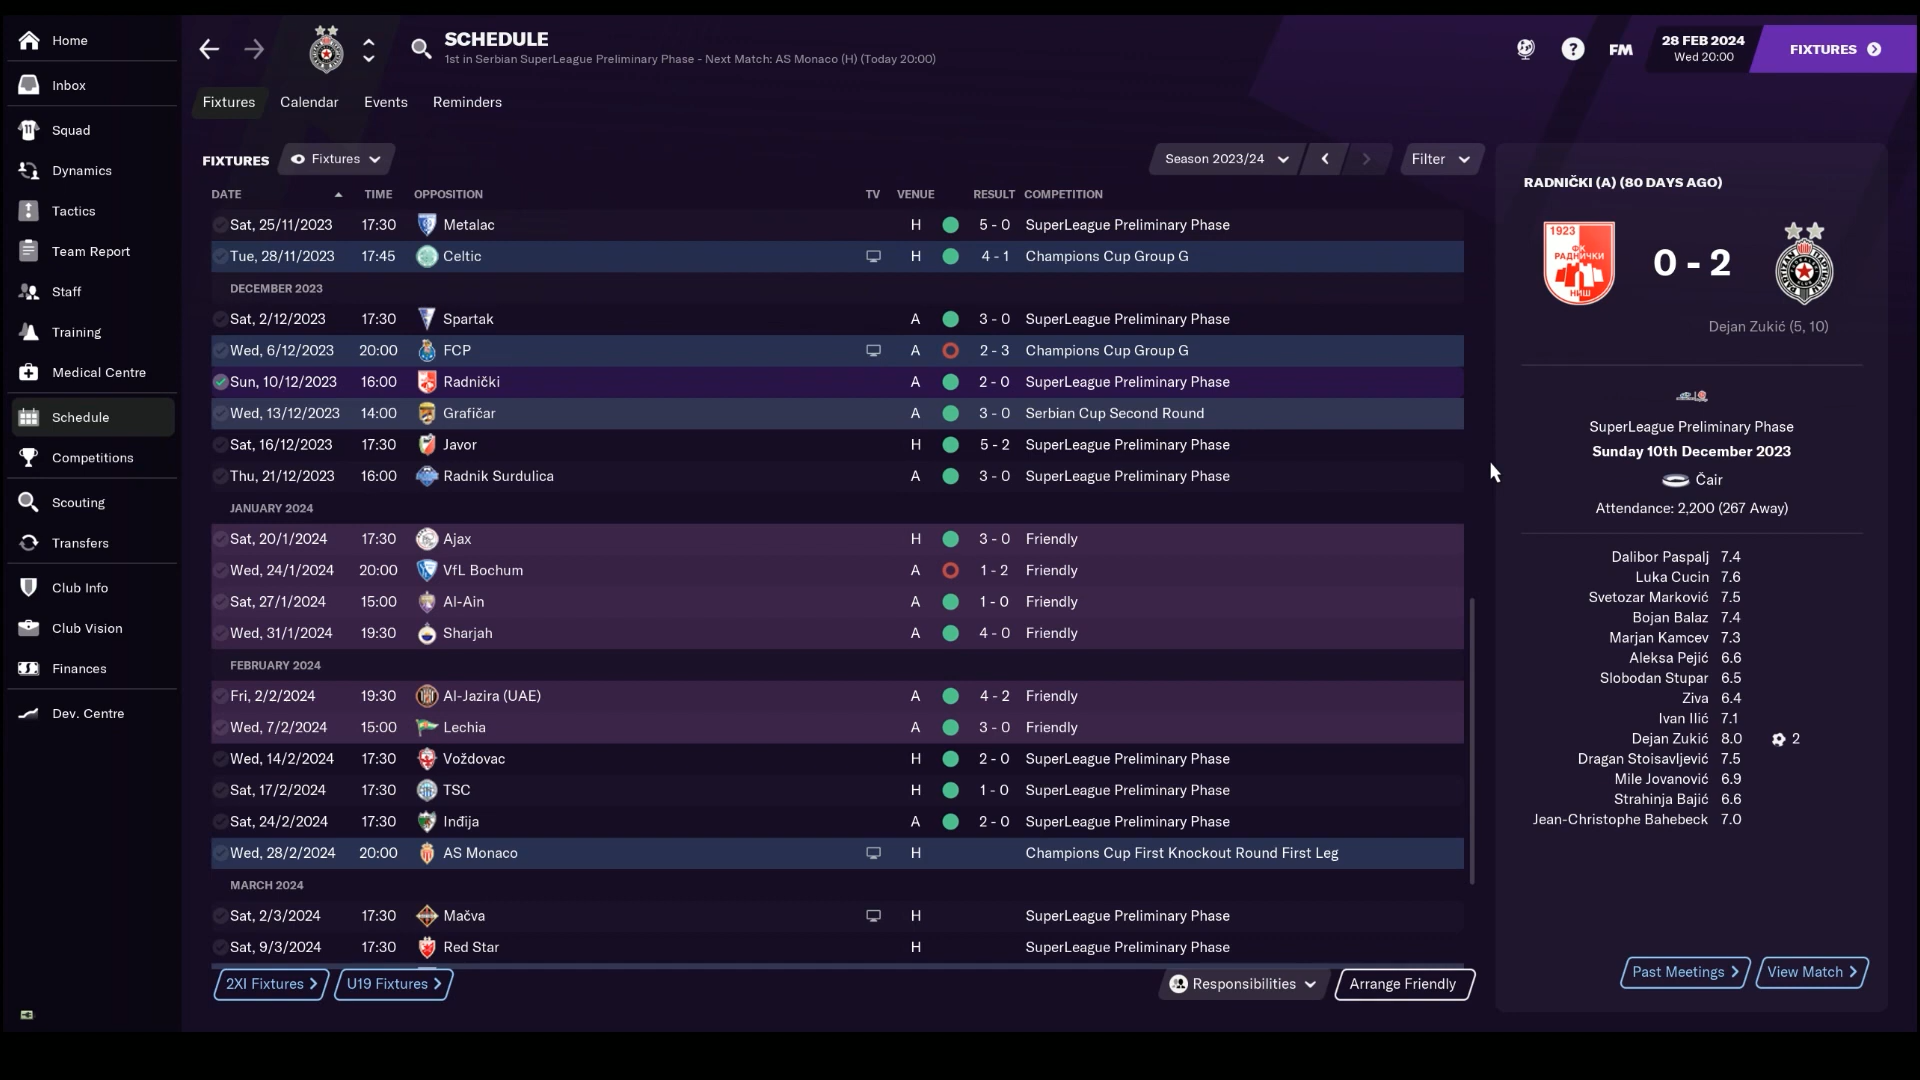 Home
Inbox
Squad
Dynamics
Tactics
Team Report
Staff
Training
Medical Centre
Schedule
Competitions
Scouting
Transfers
Club Info
Club Vision
Finances
Dev. Centre
SCHEDULE
1st in Serbian SuperLeague Preliminary Phase - Next Match: AS Monaco (H) (Today 20:00)
FM
28 FEB 2024
Wed 20:00
FIXTURES
Fixtures Calendar Events Reminders
FIXTURES Fixtures Season 2023/24 Filter
DATE TIME OPPOSITION TV VENUE RESULT COMPETITION
Sat, 25/11/2023 17:30 Metalac H 5 - 0 SuperLeague Preliminary Phase
Tue, 28/11/2023 17:45 Celtic H 4 - 1 Champions Cup Group G
DECEMBER 2023
Sat, 2/12/2023 17:30 Spartak A 3 - 0 SuperLeague Preliminary Phase
Wed, 6/12/2023 20:00 FCP A 2 - 3 Champions Cup Group G
Sun, 10/12/2023 16:00 Radnički A 2 - 0 SuperLeague Preliminary Phase
Wed, 13/12/2023 14:00 Grafičar A 3 - 0 Serbian Cup Second Round
Sat, 16/12/2023 17:30 Javor H 5 - 2 SuperLeague Preliminary Phase
Thu, 21/12/2023 16:00 Radnik Surdulica A 3 - 0 SuperLeague Preliminary Phase
JANUARY 2024
Sat, 20/1/2024 17:30 Ajax H 3 - 0 Friendly
Wed, 24/1/2024 20:00 VfL Bochum A 1 - 2 Friendly
Sat, 27/1/2024 15:00 Al-Ain A 1 - 0 Friendly
Wed, 31/1/2024 19:30 Sharjah A 4 - 0 Friendly
FEBRUARY 2024
Fri, 2/2/2024 19:30 Al-Jazira (UAE) A 4 - 2 Friendly
Wed, 7/2/2024 15:00 Lechia A 3 - 0 Friendly
Wed, 14/2/2024 17:30 Voždovac H 2 - 0 SuperLeague Preliminary Phase
Sat, 17/2/2024 17:30 TSC H 1 - 0 SuperLeague Preliminary Phase
Sat, 24/2/2024 17:30 Inđija A 2 - 0 SuperLeague Preliminary Phase
Wed, 28/2/2024 20:00 AS Monaco H Champions Cup First Knockout Round First Leg
MARCH 2024
Sat, 2/3/2024 17:30 Mačva H SuperLeague Preliminary Phase
Sat, 9/3/2024 17:30 Red Star H SuperLeague Preliminary Phase
2XI Fixtures U19 Fixtures Responsibilities Arrange Friendly
RADNIČKI (A) (80 DAYS AGO)
1923
ФК
РАДНИЧКИ
НИШ
0 - 2
Dejan Zukić (5, 10)
SuperLeague Preliminary Phase
Sunday 10th December 2023
Čair
Attendance: 2,200 (267 Away)
Dalibor Paspalj 7.4
Luka Cucin 7.6
Svetozar Marković 7.5
Bojan Balaz 7.4
Marjan Kamcev 7.3
Aleksa Pejić 6.6
Slobodan Stupar 6.5
Ziva 6.4
Ivan Ilić 7.1
Dejan Zukić 8.0 2
Dragan Stoisavljević 7.5
Mile Jovanović 6.9
Strahinja Bajić 6.6
Jean-Christophe Bahebeck 7.0
Past Meetings View Match